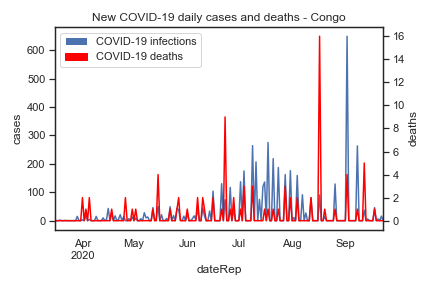 New COVID-19 daily cases and deaths - Congo
COVID-19 infections
COVID-19 deaths
cases
deaths
600
500
400
300
200
100
0
16
14
12
10
8
6
4
2
0
Apr
2020
May
Jun
Jul
Aug
Sep
dateRep